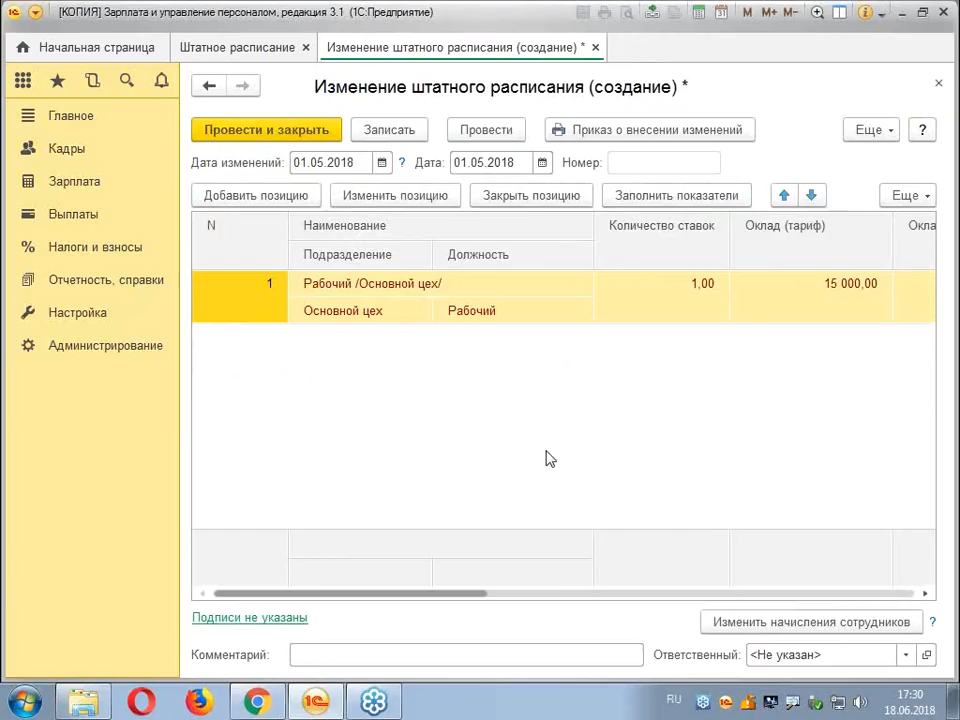 [КОПИЯ] Зарплата и управление персоналом, редакция 3.1 (1С:Предприятие)
M M+ M-
Начальная страница
Штатное расписание ×
Изменение штатного расписания (создание) * ×
Изменение штатного расписания (создание) *
Главное
Кадры
Зарплата
Выплаты
Налоги и взносы
Отчетность, справки
Настройка
Администрирование
Провести и закрыть
Записать
Провести
Приказ о внесении изменений
Еще
?
Дата изменений: 01.05.2018 ? Дата: 01.05.2018 Номер:
Добавить позицию
Изменить позицию
Закрыть позицию
Заполнить показатели
Еще
N Наименование Количество ставок Оклад (тариф) Окла
Подразделение Должность
1 Рабочий /Основной цех/ 1,00 15 000,00
Основной цех Рабочий
Подписи не указаны
Изменить начисления сотрудников ?
Комментарий: Ответственный: <Не указан>
RU
17:30
18.06.2018